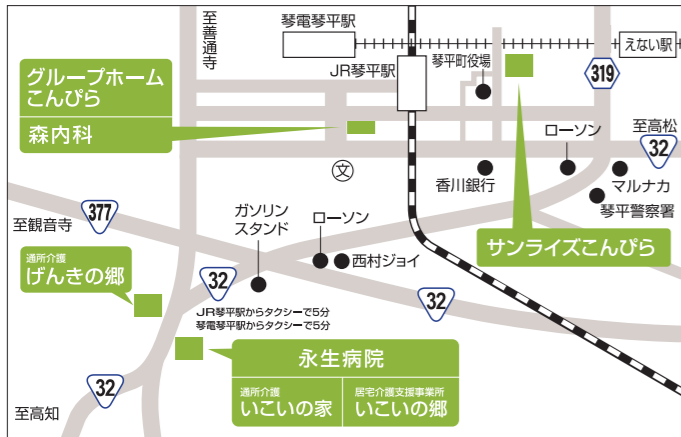 至善通寺
琴電琴平駅
えない駅
JR琴平駅
琴平町役場
319
グループホーム
こんぴら
森内科
ローソン
至高松
32
文
香川銀行
マルナカ
琴平警察署
377
至観音寺
ガソリン
スタンド
ローソン
西村ジョイ
サンライズこんぴら
通所介護
げんきの郷
32
JR琴平駅からタクシーで5分
琴電琴平駅からタクシーで5分
32
永生病院
通所介護
いこいの家
居宅介護支援事業所
いこいの郷
32
至高知